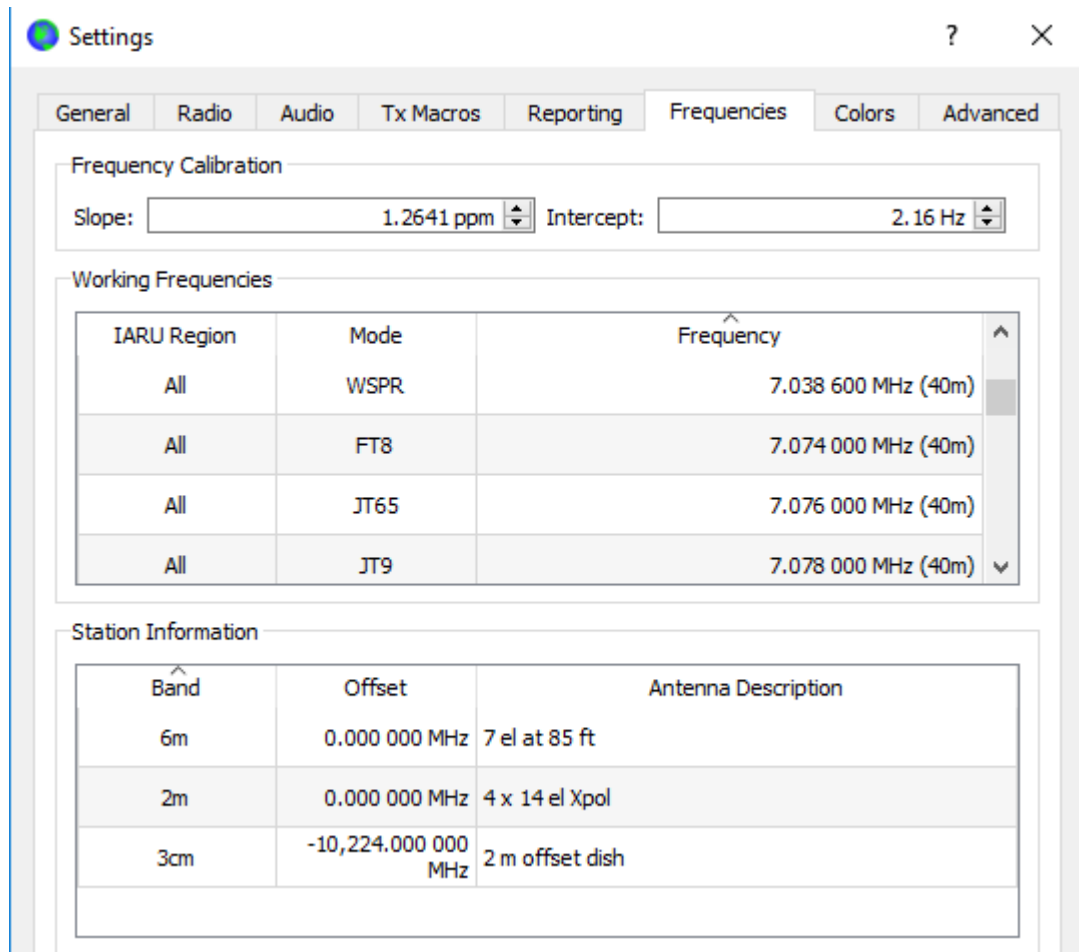 Settings ?
General Radio Audio Tx Macros Reporting Frequencies Colors Advanced
Frequency Calibration
Slope: 1.2641 ppm Intercept: 2.16 Hz
Working Frequencies
IARU Region Mode Frequency
All WSPR 7.038 600 MHz (40m)
All FT8 7.074 000 MHz (40m)
All JT65 7.076 000 MHz (40m)
All JT9 7.078 000 MHz (40m)
Station Information
Band Offset Antenna Description
6m 0.000 000 MHz 7 el at 85 ft
2m 0.000 000 MHz 4 x 14 el Xpol
3cm -10,224.000 000
MHz 2 m offset dish